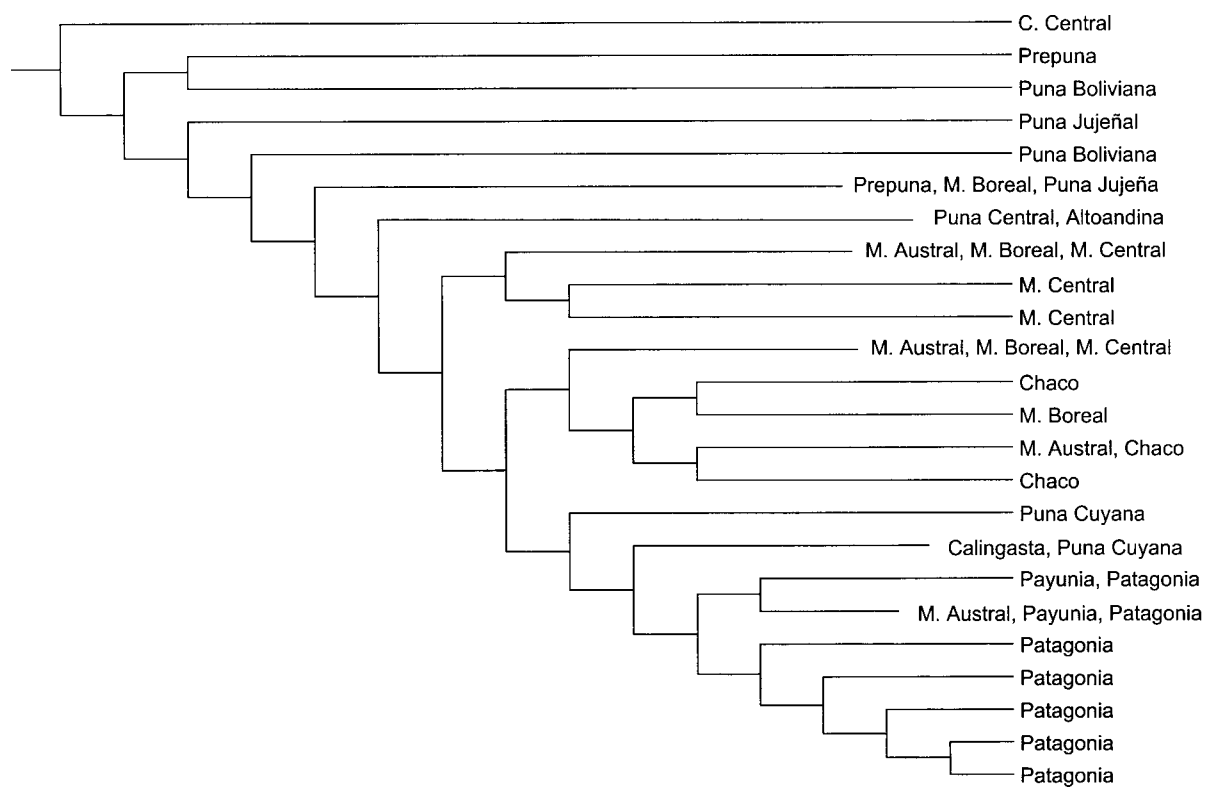 C. Central
Prepuna
Puna Boliviana
Puna Jujeñal
Puna Boliviana
Prepuna, M. Boreal, Puna Jujeña
Puna Central, Altoandina
M. Austral, M. Boreal, M. Central
M. Central
M. Central
M. Austral, M. Boreal, M. Central
Chaco
M. Boreal
M. Austral, Chaco
Chaco
Puna Cuyana
Calingasta, Puna Cuyana
Payunia, Patagonia
M. Austral, Payunia, Patagonia
Patagonia
Patagonia
Patagonia
Patagonia
Patagonia